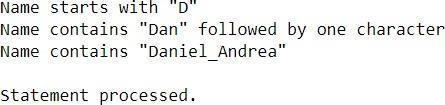 Name starts with "D"
Name contains "Dan" followed by one character
Name contains "Daniel_Andrea"
Statement processed.